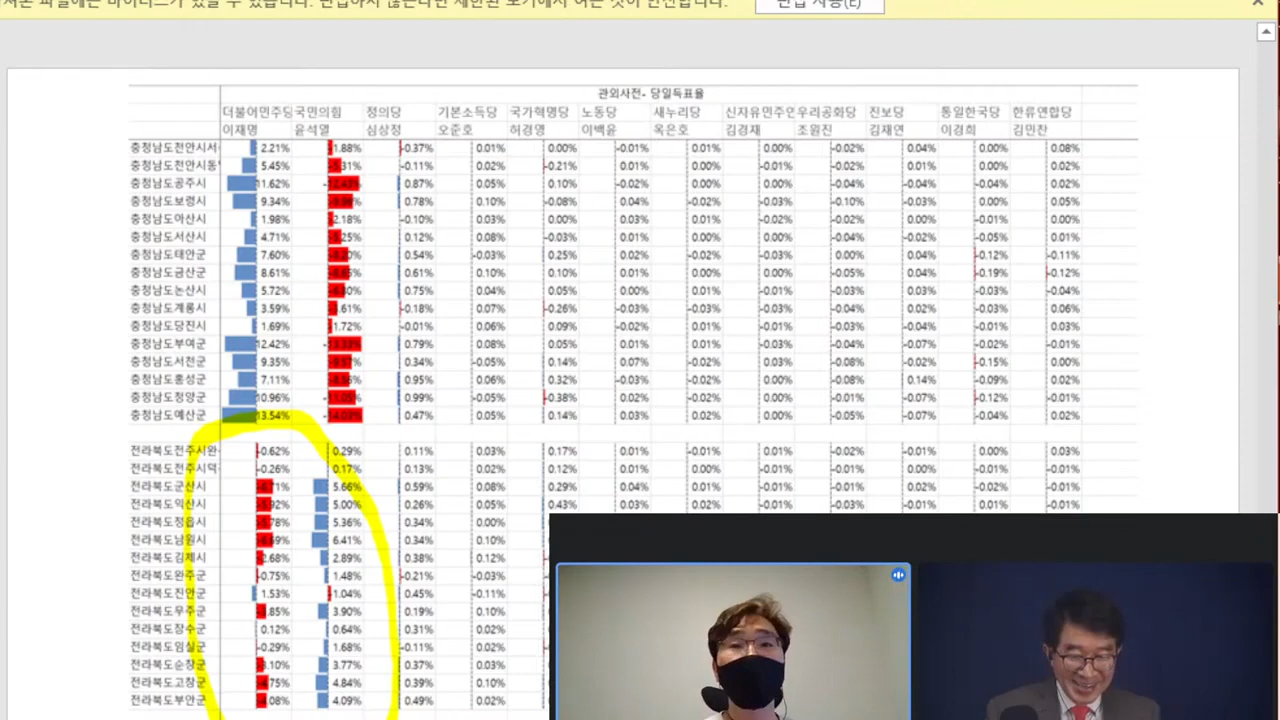 관외사전- 당일득표율
더불어민주당 국민의힘 정의당 기본소득당 국가혁명당 노동당 새누리당 신자유민주연 우리공화당 진보당 통일한국당 한류연합당
이재명 윤석열 심상정 오준호 허경영 이백윤 옥은호 김경재 조원진 김재연 이경희 김민찬
충청남도천안시서 2.21% 1.88% -0.37% 0.01% 0.00% -0.01% 0.01% 0.00% -0.02% 0.04% 0.00% 0.08%
충청남도천안시동 5.45% -0.11% 0.02% -0.21% -0.01% 0.00% -0.01% -0.02% 0.01% -0.01% 0.02%
충청남도공주시 11.62% 0.87% 0.05% 0.10% -0.02% 0.00% -0.01% -0.04% -0.04% -0.04% 0.02%
충청남도보령시 9.34% 0.78% 0.10% -0.08% 0.04% -0.02% -0.03% -0.10% -0.03% 0.00% 0.05%
충청남도아산시 1.98% 2.18% -0.10% 0.03% 0.00% 0.03% 0.01% -0.02% -0.02% 0.00% -0.01% 0.02%
충청남도서산시 4.71% 0.12% 0.08% -0.03% 0.01% 0.00% 0.00% -0.04% -0.02% -0.05% 0.01%
충청남도태안군 7.60% 0.54% -0.03% 0.25% 0.02% -0.02% -0.03% 0.00% 0.04% -0.12% -0.11%
충청남도금산군 8.61% 0.61% 0.10% 0.10% 0.01% 0.00% 0.00% -0.05% 0.04% -0.19% -0.12%
충청남도논산시 5.72% 0.75% 0.04% 0.05% 0.00% 0.01% -0.01% -0.03% -0.03% -0.03% -0.04%
충청남도계룡시 3.59% -0.18% 0.07% -0.26% -0.03% -0.03% -0.03% -0.04% 0.02% -0.03% 0.06%
충청남도당진시 1.69% 1.72% -0.01% 0.06% 0.09% -0.02% 0.01% -0.01% -0.03% -0.04% -0.01% 0.03%
충청남도부여군 12.42% 0.79% 0.08% 0.05% 0.01% 0.01% -0.03% -0.04% -0.07% -0.02% -0.01%
충청남도서천군 9.35% 0.34% -0.05% 0.14% 0.07% -0.02% -0.03% -0.08% -0.02% -0.15% 0.00%
충청남도홍성군 7.11% 0.95% 0.06% 0.32% -0.03% -0.02% 0.00% -0.08% 0.14% -0.09% 0.02%
충청남도청양군 10.96% 0.99% -0.05% -0.38% 0.02% -0.02% 0.00% -0.01% -0.07% -0.12% -0.01%
충청남도예산군 13.54% 0.47% 0.05% 0.14% 0.03% 0.02% -0.01% -0.05% -0.07% -0.04% 0.02%
전라북도전주시완 -0.62% 0.29% 0.11% 0.03% 0.17% 0.01% -0.01% -0.01% -0.02% 0.01% 0.00% 0.03%
전라북도전주시덕 -0.26% 0.17% 0.13% 0.02% 0.12% 0.01% 0.00% -0.01% -0.01% 0.00% -0.01% -0.01%
전라북도군산시 5.66% 0.59% 0.08% 0.29% 0.04% 0.01% -0.01% -0.01% -0.02% -0.02% -0.01%
전라북도익산시 5.00% 0.26% 0.05% 0.43% 0.03% 0.02% -0.01% -0.03% -0.01% 0.00% -0.01%
전라북도정읍시 5.36% 0.34% 0.00%
전라북도남원시 6.41% 0.34% 0.10%
전라북도김제시 2.89% 0.38% 0.12%
전라북도완주군 -0.75% 1.48% -0.21% -0.03%
전라북도진안군 1.53% -1.04% 0.45% -0.11%
전라북도무주군 3.90% 0.19% 0.10%
전라북도장수군 0.12% 0.64% 0.31% 0.02%
전라북도임실군 -0.29% 1.68% -0.11% 0.02%
전라북도순창군 3.77% 0.37% 0.03%
전라북도고창군 4.84% 0.39% 0.10%
전라북도부안군 4.09% 0.49% 0.02%